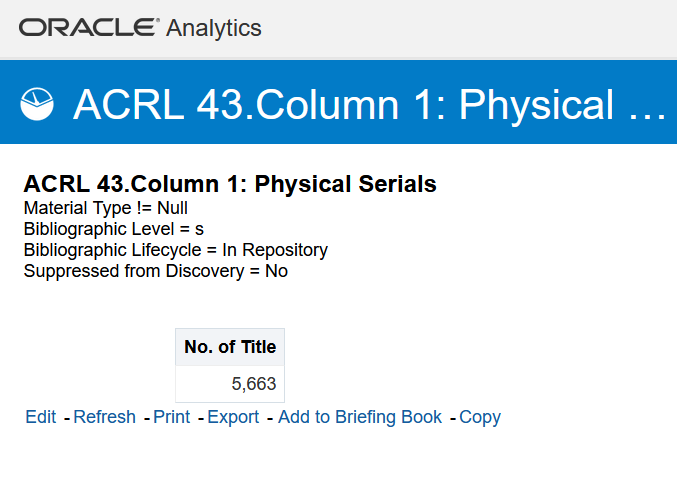 ORACLE® Analytics
ACRL 43.Column 1: Physical ...
ACRL 43.Column 1: Physical Serials
Material Type != Null
Bibliographic Level = s
Bibliographic Lifecycle = In Repository
Suppressed from Discovery = No
No. of Title
5,663
Edit - Refresh - Print - Export - Add to Briefing Book - Copy